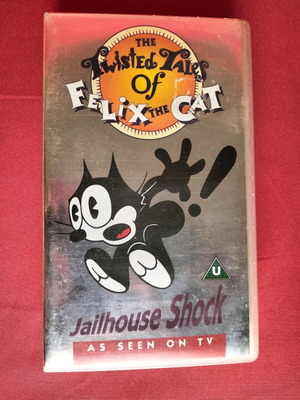 THE
Twisted Tales
Of
FELIX THE CAT
!
U
Jailhouse Shock
AS SEEN ON TV